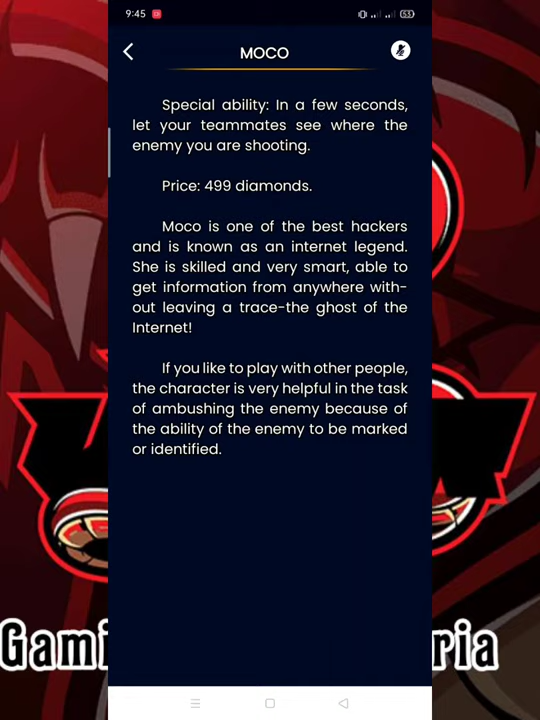 9:45
53
MOCO
Special ability: In a few seconds,
let your teammates see where the
enemy you are shooting.
Price: 499 diamonds.
Moco is one of the best hackers
and is known as an internet legend.
She is skilled and very smart, able to
get information from anywhere with-
out leaving a trace-the ghost of the
Internet!
If you like to play with other people,
the character is very helpful in the task
of ambushing the enemy because of
the ability of the enemy to be marked
or identified.
Gami ria